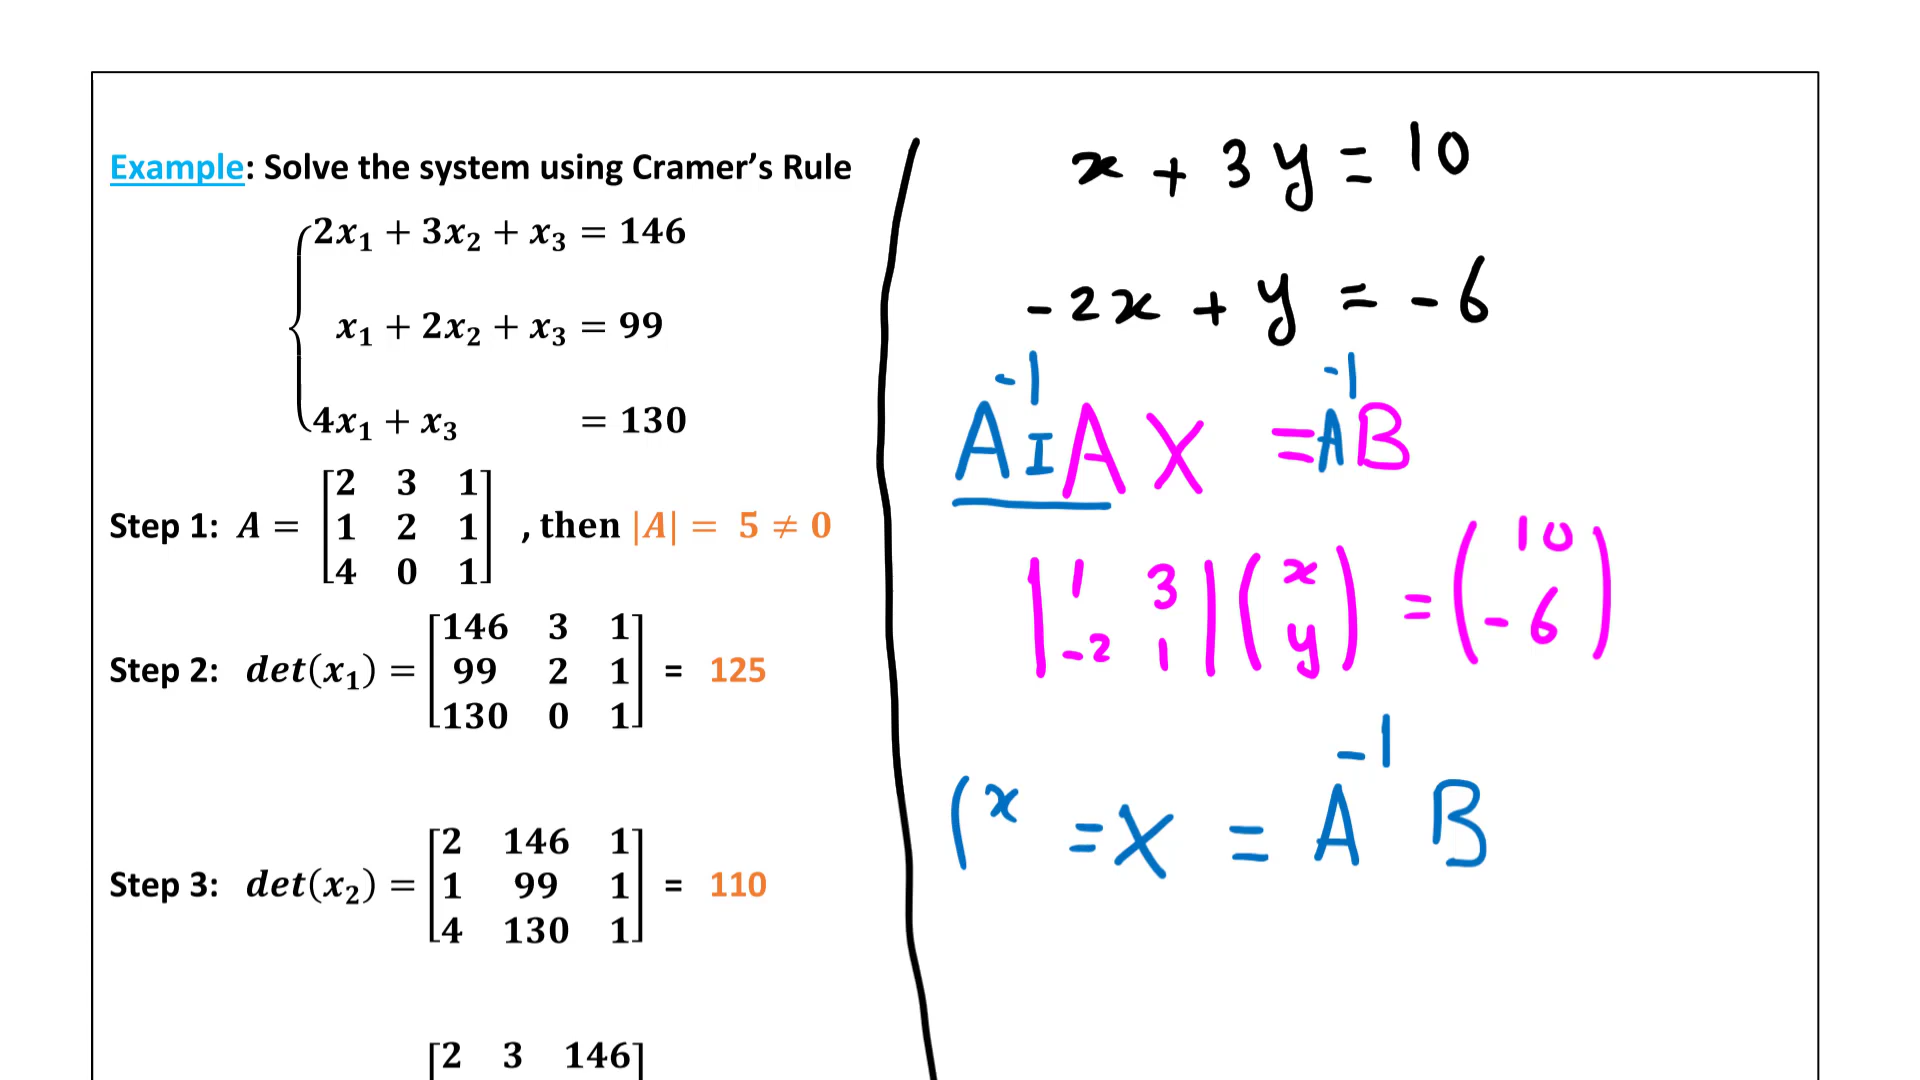 Example: Solve the system using Cramer’s Rule
2x₁ + 3x₂ + x₃ = 146
x₁ + 2x₂ + x₃ = 99
4x₁ + x₃ = 130
Step 1: A = [2 3 1
1 2 1
4 0 1] , then |A| = 5 ≠ 0
Step 2: det(x₁) = [146 3 1
99 2 1
130 0 1] = 125
Step 3: det(x₂) = [2 146 1
1 99 1
4 130 1] = 110
[2 3 146]
x + 3y = 10
-2x + y = -6
A⁻¹ I A X = A⁻¹ B
|1 3| (x) = (10)
|-2 1| (y) (-6)
(x = X = A⁻¹ B